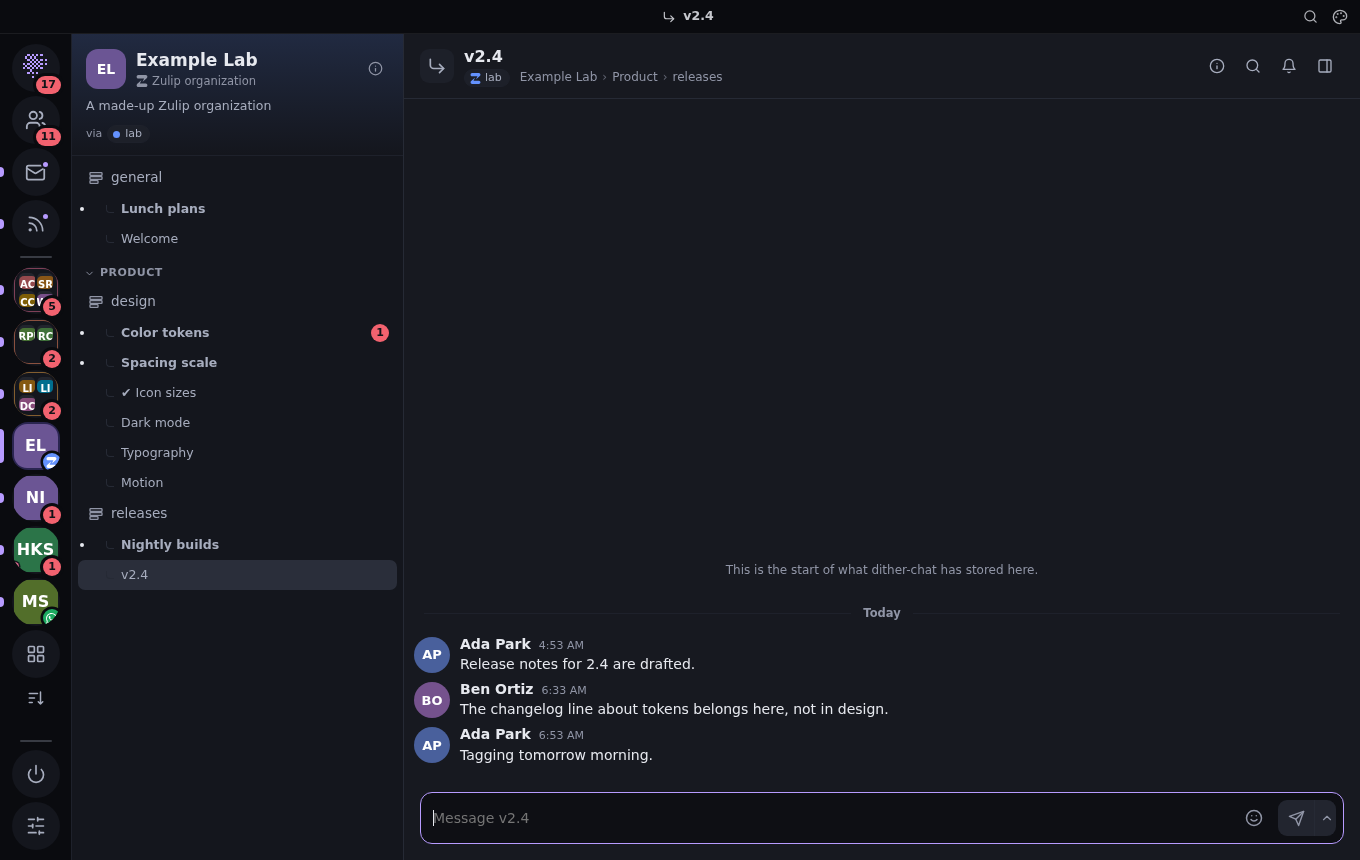 v2.4
17
11
AC SR
CC
5
RP RC
2
LI LI
DC
2
EL
NI
1
HKS
1
MS
EL
Example Lab
Zulip organization
A made-up Zulip organization
via lab
general
Lunch plans
Welcome
PRODUCT
design
Color tokens 1
Spacing scale
✔ Icon sizes
Dark mode
Typography
Motion
releases
Nightly builds
v2.4
v2.4
lab Example Lab › Product › releases
This is the start of what dither-chat has stored here.
Today
AP
Ada Park 4:53 AM
Release notes for 2.4 are drafted.
BO
Ben Ortiz 6:33 AM
The changelog line about tokens belongs here, not in design.
AP
Ada Park 6:53 AM
Tagging tomorrow morning.
Message v2.4